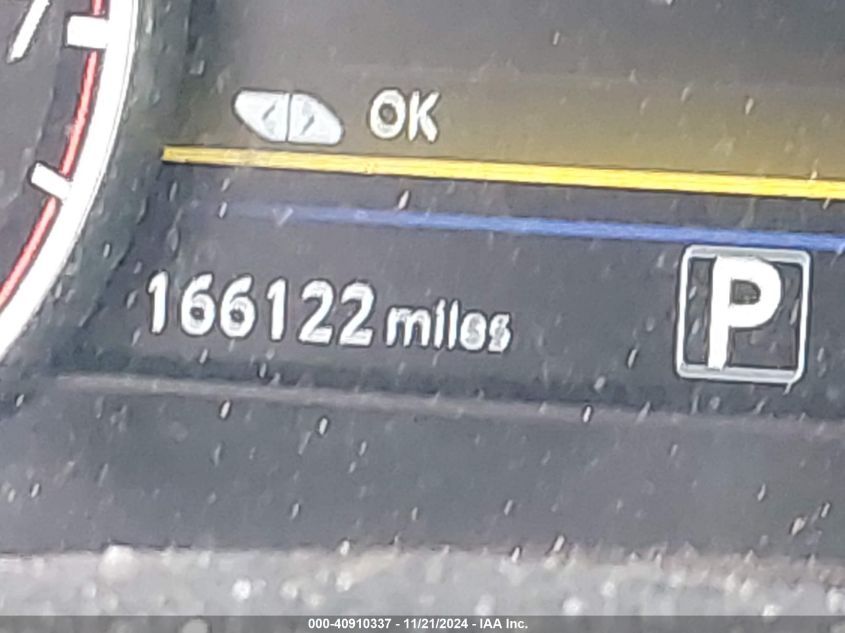 OK
166122 miles
P
000-40910337 - 11/21/2024 - IAA Inc.